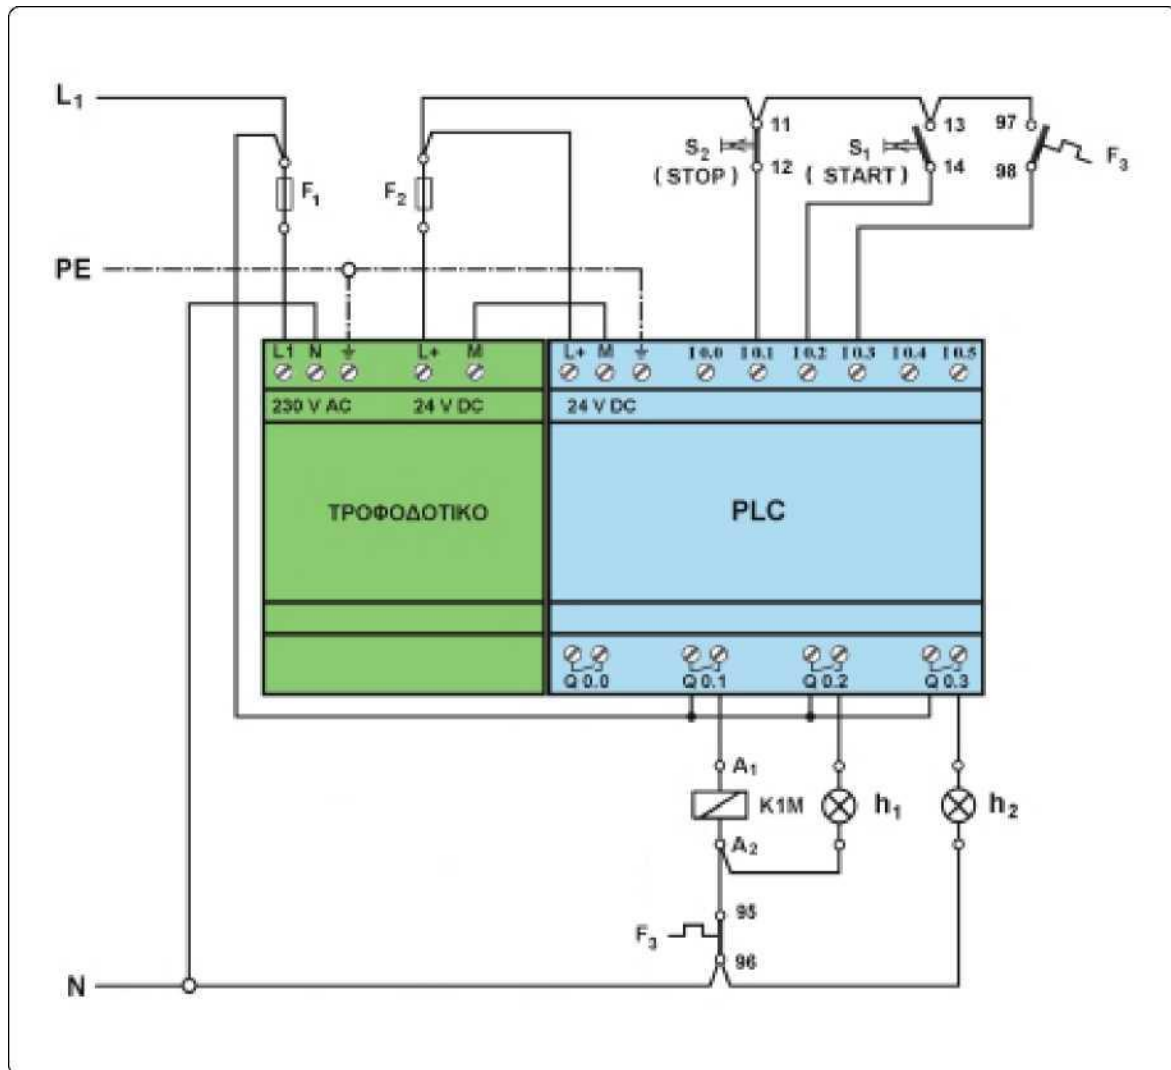 L1
11
13
97
S2
S1
F3
(STOP)
12
(START)
14
98
F1
F2
PE
L1 N L+ M
L+ M I 0.0 I 0.1 I 0.2 I 0.3 I 0.4 I 0.5
230 V AC 24 V DC
24 V DC
ΤΡΟΦΟΔΟΤΙΚΟ
PLC
Q 0.0 Q 0.1 Q 0.2 Q 0.3
A1
K1M
h1
h2
A2
95
F3
96
N